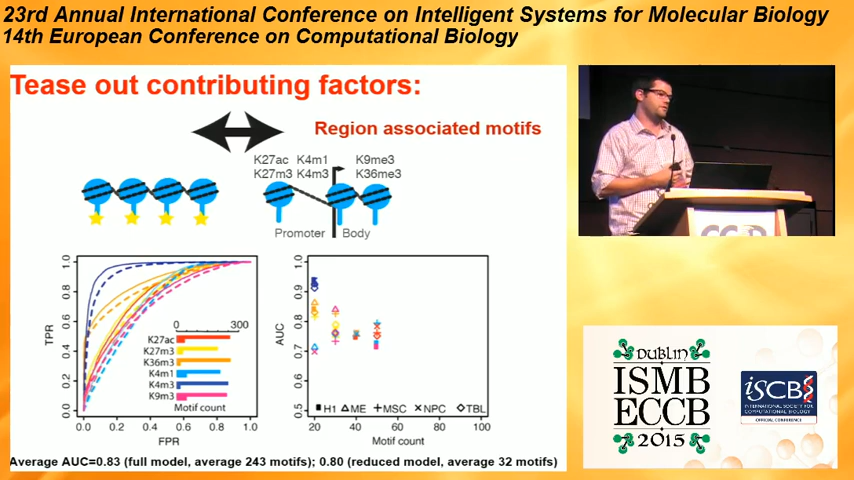 23rd Annual International Conference on Intelligent Systems for Molecular Biology
14th European Conference on Computational Biology
Tease out contributing factors:
Region associated motifs
K27ac K4m1 K9me3
K27m3 K4m3 K36me3
Promoter Body
TPR
0.0 0.2 0.4 0.6 0.8 1.0
0 300
K27ac
K27m3
K36m3
K4m1
K4m3
K9m3
Motif count
0.0 0.2 0.4 0.6 0.8 1.0
FPR
AUC
0.5 0.6 0.7 0.8 0.9 1.0
H1 ME MSC NPC TBL
20 40 60 80 100
Motif count
Average AUC=0.83 (full model, average 243 motifs); 0.80 (reduced model, average 32 motifs)
DUBLIN
ISMB
ECCB
2015
iSCB
INTERNATIONAL SOCIETY FOR
COMPUTATIONAL BIOLOGY
OFFICIAL CONFERENCE